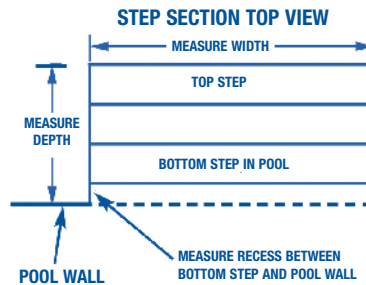 STEP SECTION TOP VIEW
MEASURE WIDTH
TOP STEP
MEASURE
DEPTH
BOTTOM STEP IN POOL
MEASURE RECESS BETWEEN
BOTTOM STEP AND POOL WALL
POOL WALL